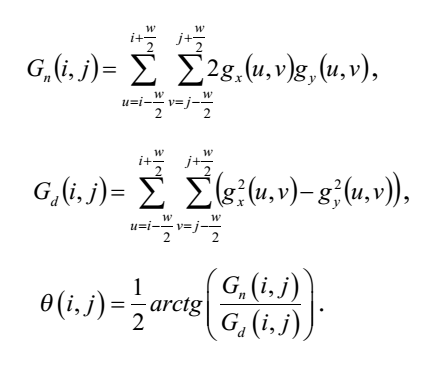 G_n(i, j) = \sum_{u=i-\frac{w}{2}}^{i+\frac{w}{2}} \sum_{v=j-\frac{w}{2}}^{j+\frac{w}{2}} 2g_x(u,v)g_y(u,v),
G_d(i, j) = \sum_{u=i-\frac{w}{2}}^{i+\frac{w}{2}} \sum_{v=j-\frac{w}{2}}^{j+\frac{w}{2}} (g_x^2(u,v) - g_y^2(u,v)),
\theta(i, j) = \frac{1}{2} arctg \left( \frac{G_n(i, j)}{G_d(i, j)} \right).